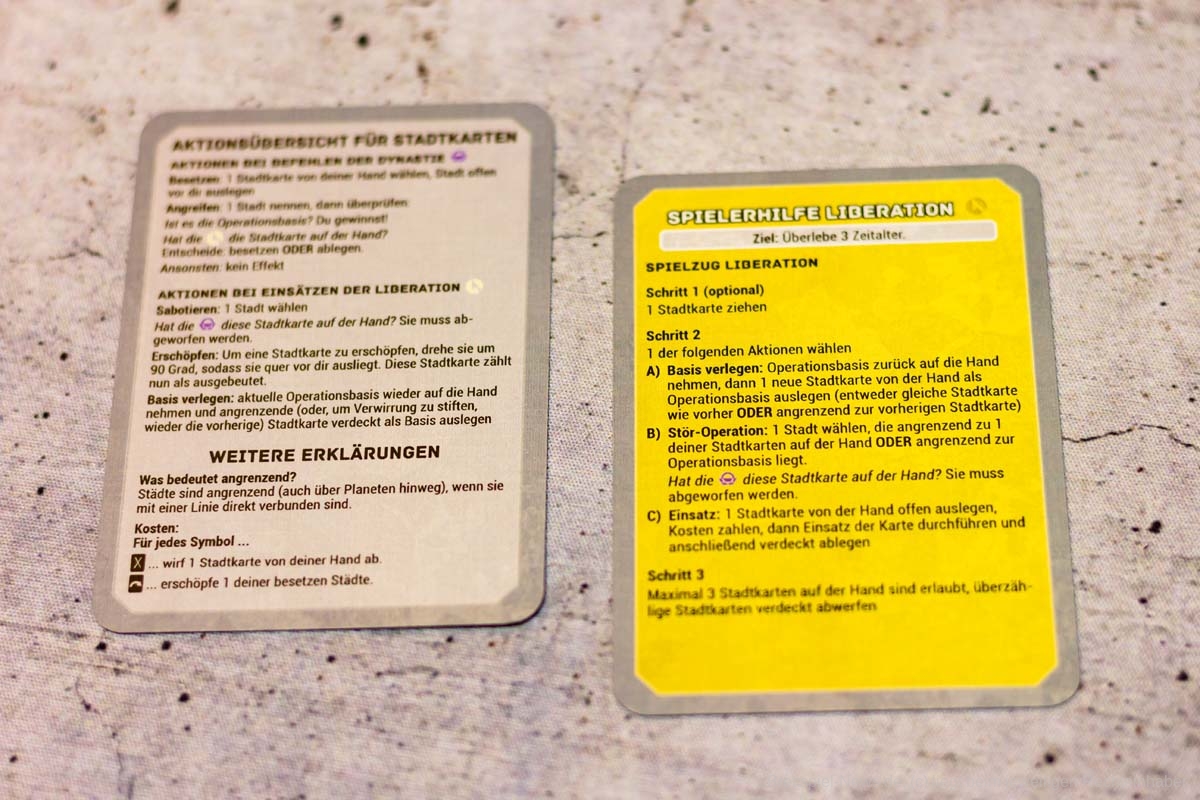 AKTIONSÜBERSICHT FÜR STADTKARTEN
AKTIONEN BEI BEFEHLEN DER DYNASTIE
Besetzen: 1 Stadtkarte von deiner Hand wählen, Stadt offen
vor dir auslegen
Angreifen: 1 Stadt nennen, dann überprüfen:
Ist es die Operationsbasis? Du gewinnst!
Hat die die Stadtkarte auf der Hand?
Entscheide: besetzen ODER ablegen.
Ansonsten: kein Effekt
AKTIONEN BEI EINSÄTZEN DER LIBERATION
Sabotieren: 1 Stadt wählen
Hat die diese Stadtkarte auf der Hand? Sie muss ab-
geworfen werden.
Erschöpfen: Um eine Stadtkarte zu erschöpfen, drehe sie um
90 Grad, sodass sie quer vor dir ausliegt. Diese Stadtkarte zählt
nun als ausgebeutet.
Basis verlegen: aktuelle Operationsbasis wieder auf die Hand
nehmen und angrenzende (oder, um Verwirrung zu stiften,
wieder die vorherige) Stadtkarte verdeckt als Basis auslegen
WEITERE ERKLÄRUNGEN
Was bedeutet angrenzend?
Städte sind angrenzend (auch über Planeten hinweg), wenn sie
mit einer Linie direkt verbunden sind.
Kosten:
Für jedes Symbol ...
X ... wirf 1 Stadtkarte von deiner Hand ab.
... erschöpfe 1 deiner besetzen Städte.
SPIELERHILFE LIBERATION
Ziel: Überlebe 3 Zeitalter.
SPIELZUG LIBERATION
Schritt 1 (optional)
1 Stadtkarte ziehen
Schritt 2
1 der folgenden Aktionen wählen
A) Basis verlegen: Operationsbasis zurück auf die Hand
nehmen, dann 1 neue Stadtkarte von der Hand als
Operationsbasis auslegen (entweder gleiche Stadtkarte
wie vorher ODER angrenzend zur vorherigen Stadtkarte)
B) Stör-Operation: 1 Stadt wählen, die angrenzend zu 1
deiner Stadtkarten auf der Hand ODER angrenzend zur
Operationsbasis liegt.
Hat die diese Stadtkarte auf der Hand? Sie muss
abgeworfen werden.
C) Einsatz: 1 Stadtkarte von der Hand offen auslegen,
Kosten zahlen, dann Einsatz der Karte durchführen und
anschließend verdeckt ablegen
Schritt 3
Maximal 3 Stadtkarten auf der Hand sind erlaubt, überzäh-
lige Stadtkarten verdeckt abwerfen